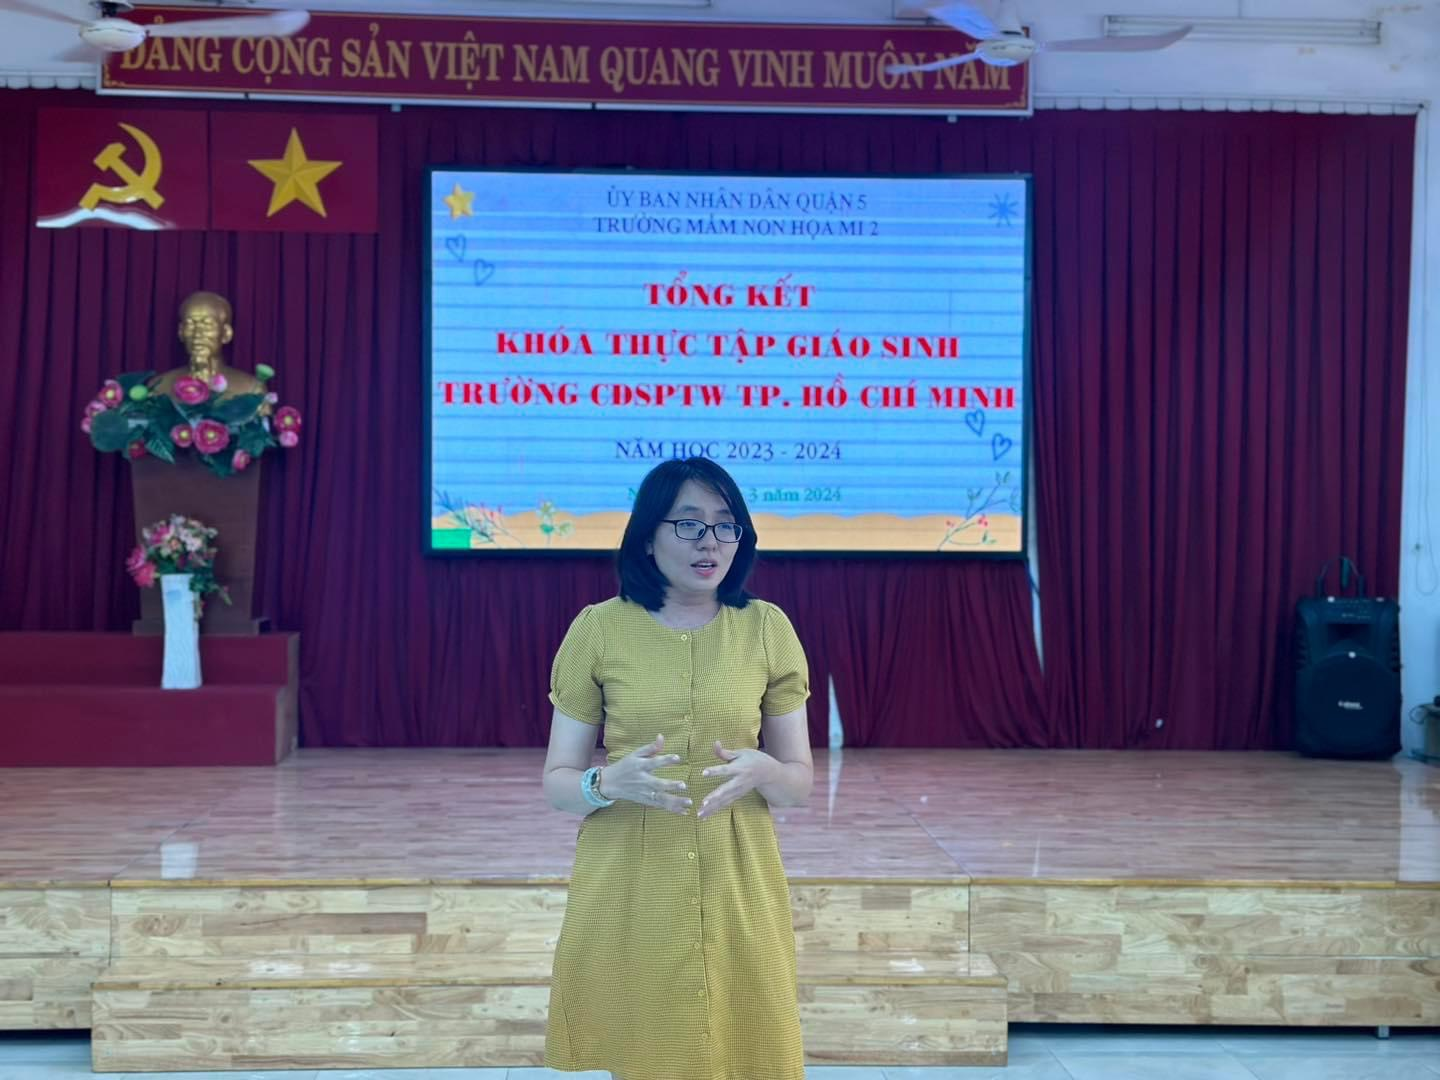 ĐẢNG CỘNG SẢN VIỆT NAM QUANG VINH MUÔN NĂM
ỦY BAN NHÂN DÂN QUẬN 5
TRƯỜNG MẦM NON HỌA MI 2
TỔNG KẾT
KHÓA THỰC TẬP GIÁO SINH
TRƯỜNG CĐSPTW TP. HỒ CHÍ MINH
NĂM HỌC 2023 - 2024
3 năm 2024